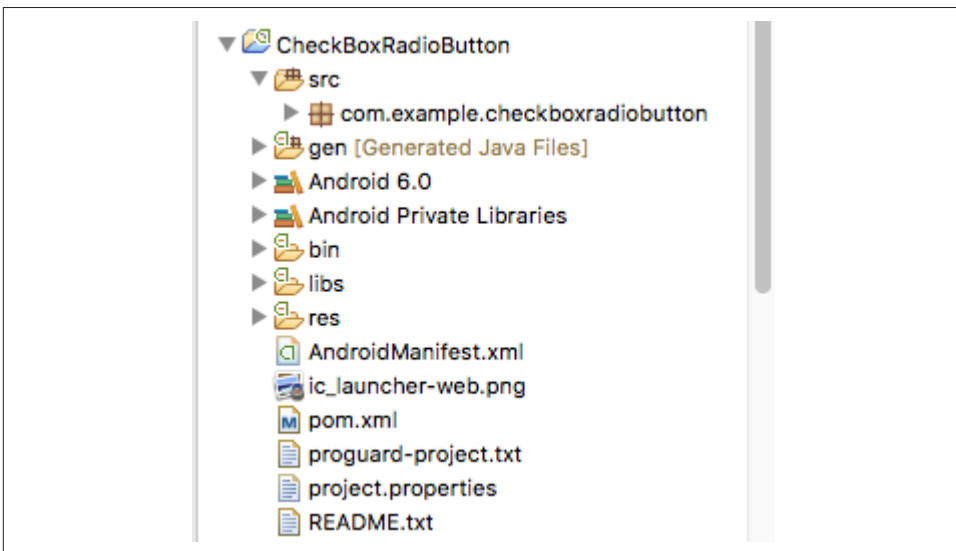 CheckBoxRadioButton
src
com.example.checkboxradiobutton
gen [Generated Java Files]
Android 6.0
Android Private Libraries
bin
libs
res
AndroidManifest.xml
ic_launcher-web.png
pom.xml
proguard-project.txt
project.properties
README.txt